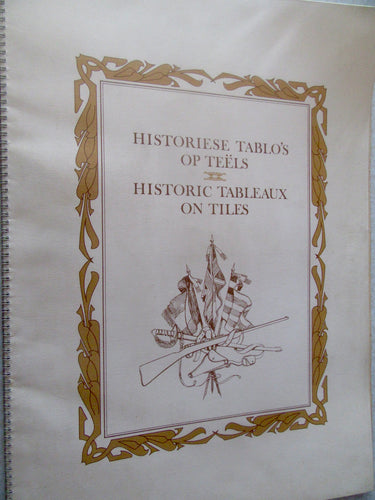 HISTORIESE TABLO'S
OP TEËLS
HISTORIC TABLEAUX
ON TILES